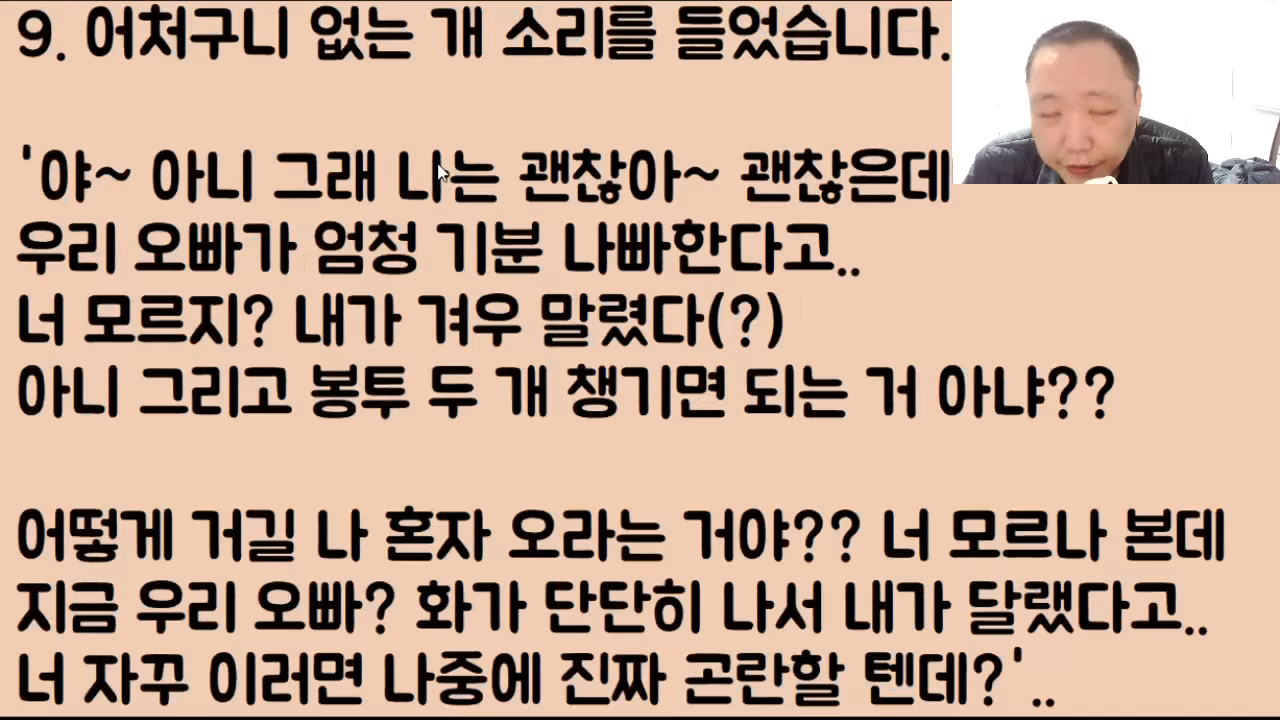 9. 어처구니 없는 개 소리를 들었습니다.
'야~ 아니 그래 나는 괜찮아~ 괜찮은데
우리 오빠가 엄청 기분 나빠한다고..
너 모르지? 내가 겨우 말렸다(?)
아니 그리고 봉투 두 개 챙기면 되는 거 아냐??
어떻게 거길 나 혼자 오라는 거야?? 너 모르나 본데
지금 우리 오빠? 화가 단단히 나서 내가 달랬다고..
너 자꾸 이러면 나중에 진짜 곤란할 텐데?'..